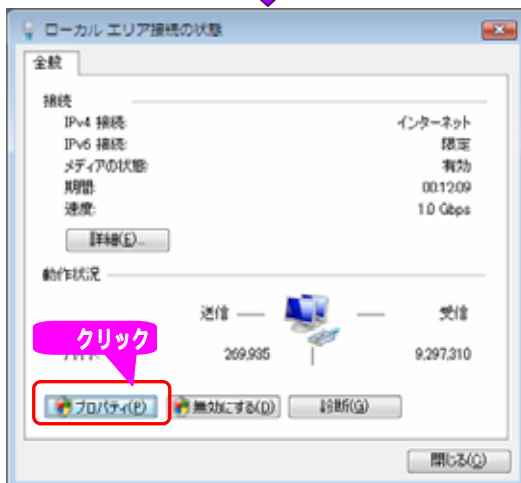 ローカル エリア接続の状態
全般
接続
IPv4 接続: インターネット
IPv6 接続: 限定
メディアの状態: 有効
期間: 00:12:09
速度: 1.0 Gbps
詳細(E)...
動作状況
送信 — — 受信
クリック
269,935 | 9,297,310
プロパティ(P) 無効にする(D) 診断(G)
閉じる(C)